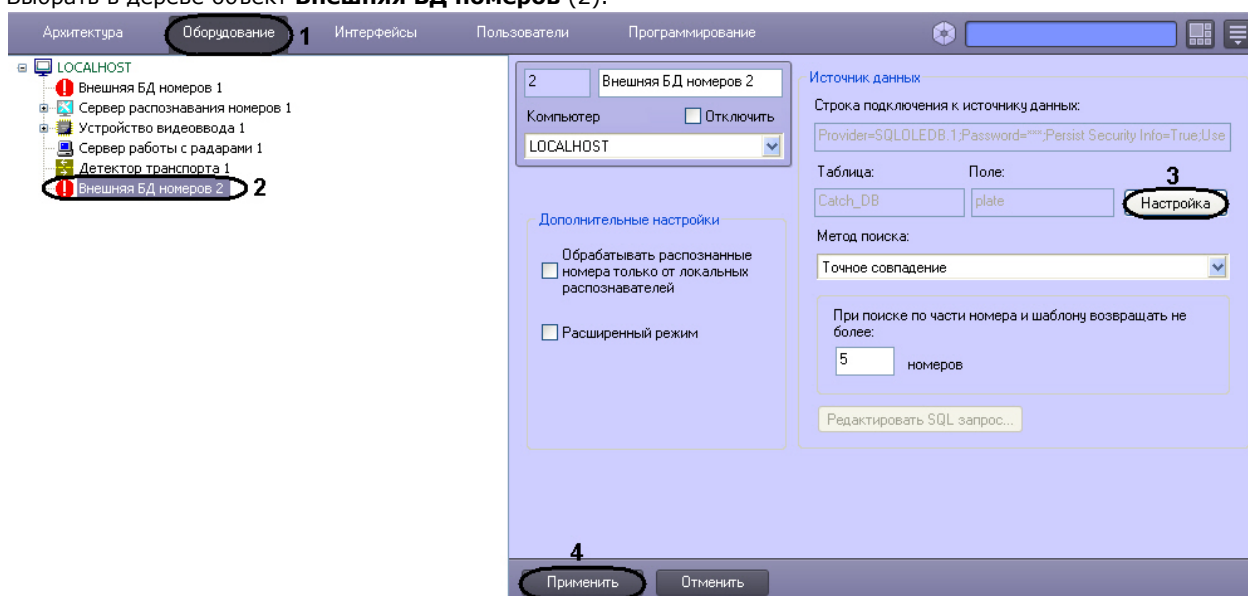 Выбрать в дереве объект Внешняя БД номеров (2).
Архитектура Оборудование 1 Интерфейсы Пользователи Программирование
LOCALHOST
Внешняя БД номеров 1
Сервер распознавания номеров 1
Устройство видеоввода 1
Сервер работы с радарами 1
Детектор транспорта 1
Внешняя БД номеров 2 2
2 Внешняя БД номеров 2
Компьютер Отключить
LOCALHOST
Дополнительные настройки
Обрабатывать распознанные
номера только от локальных
распознавателей
Расширенный режим
Источник данных
Строка подключения к источнику данных:
Provider=SQLOLEDB.1;Password=***;Persist Security Info=True;Use
Таблица: Поле: 3
Catch_DB plate Настройка
Метод поиска:
Точное совпадение
При поиске по части номера и шаблону возвращать не
более:
5 номеров
Редактировать SQL запрос...
4
Применить Отменить